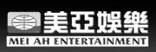 美亞娛樂
MEI AH ENTERTAINMENT